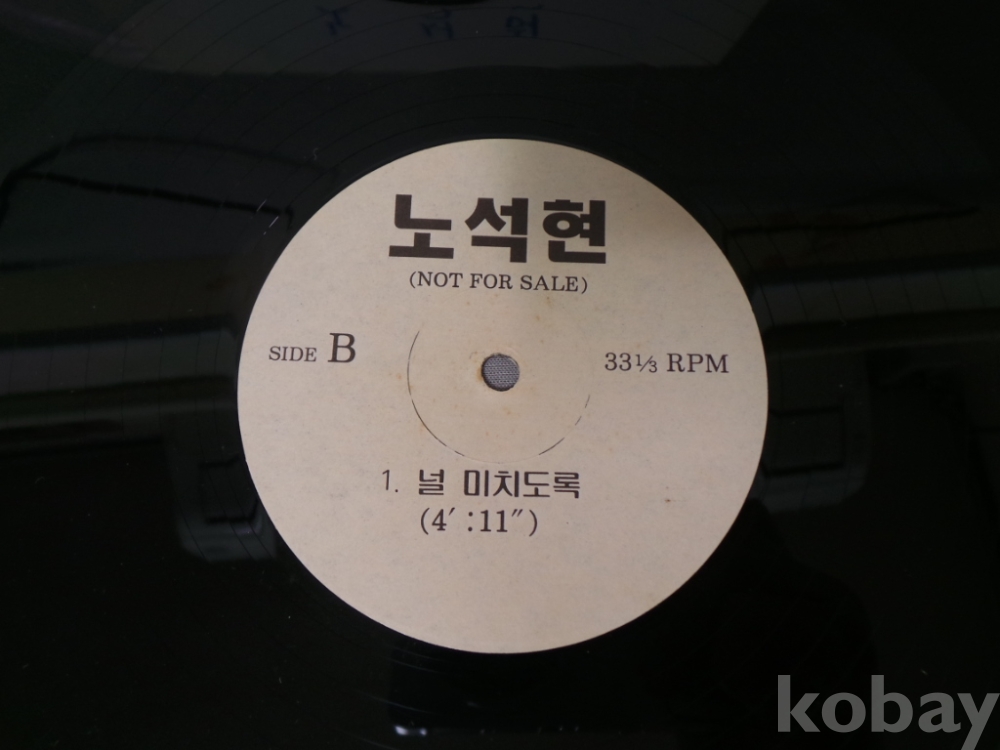 노석현
(NOT FOR SALE)
SIDE B
33⅓ RPM
1. 널 미치도록
(4′ :11″)
kobay